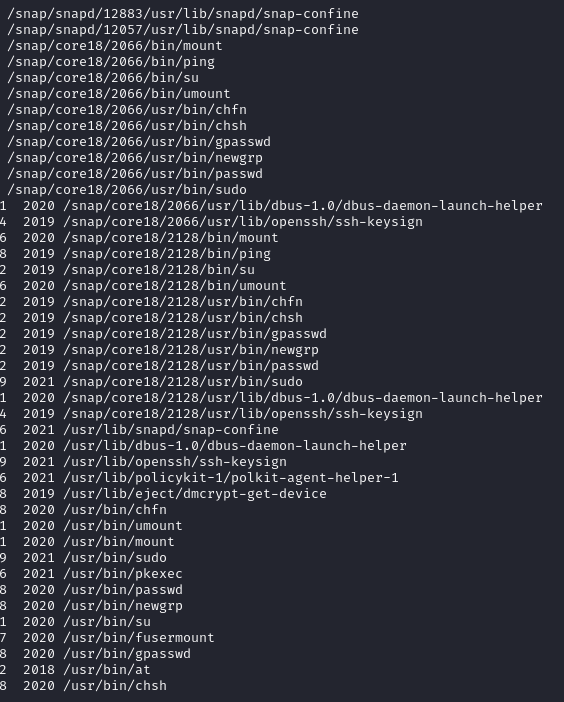 /snap/snapd/12883/usr/lib/snapd/snap-confine
/snap/snapd/12057/usr/lib/snapd/snap-confine
/snap/core18/2066/bin/mount
/snap/core18/2066/bin/ping
/snap/core18/2066/bin/su
/snap/core18/2066/bin/umount
/snap/core18/2066/usr/bin/chfn
/snap/core18/2066/usr/bin/chsh
/snap/core18/2066/usr/bin/gpasswd
/snap/core18/2066/usr/bin/newgrp
/snap/core18/2066/usr/bin/passwd
/snap/core18/2066/usr/bin/sudo
1  2020 /snap/core18/2066/usr/lib/dbus-1.0/dbus-daemon-launch-helper
4  2019 /snap/core18/2066/usr/lib/openssh/ssh-keysign
6  2020 /snap/core18/2128/bin/mount
8  2019 /snap/core18/2128/bin/ping
2  2019 /snap/core18/2128/bin/su
6  2020 /snap/core18/2128/bin/umount
2  2019 /snap/core18/2128/usr/bin/chfn
2  2019 /snap/core18/2128/usr/bin/chsh
2  2019 /snap/core18/2128/usr/bin/gpasswd
2  2019 /snap/core18/2128/usr/bin/newgrp
2  2019 /snap/core18/2128/usr/bin/passwd
9  2021 /snap/core18/2128/usr/bin/sudo
1  2020 /snap/core18/2128/usr/lib/dbus-1.0/dbus-daemon-launch-helper
4  2019 /snap/core18/2128/usr/lib/openssh/ssh-keysign
6  2021 /usr/lib/snapd/snap-confine
1  2020 /usr/lib/dbus-1.0/dbus-daemon-launch-helper
9  2021 /usr/lib/openssh/ssh-keysign
6  2021 /usr/lib/policykit-1/polkit-agent-helper-1
8  2019 /usr/lib/eject/dmcrypt-get-device
8  2020 /usr/bin/chfn
1  2020 /usr/bin/umount
1  2020 /usr/bin/mount
9  2021 /usr/bin/sudo
6  2021 /usr/bin/pkexec
8  2020 /usr/bin/passwd
8  2020 /usr/bin/newgrp
1  2020 /usr/bin/su
7  2020 /usr/bin/fusermount
8  2020 /usr/bin/gpasswd
2  2018 /usr/bin/at
8  2020 /usr/bin/chsh